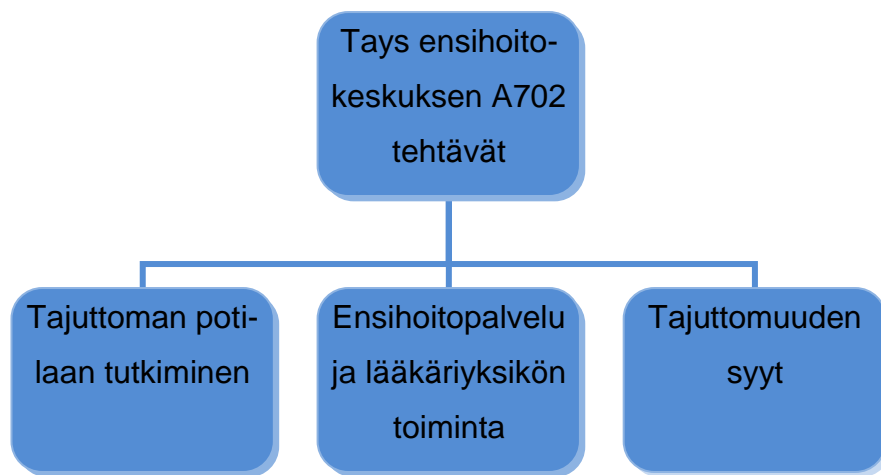 Tays ensihoito-
keskuksen A702
tehtävät
Tajuttoman poti-
laan tutkiminen
Ensihoitopalvelu
ja lääkäriyksikön
toiminta
Tajuttomuuden
syyt